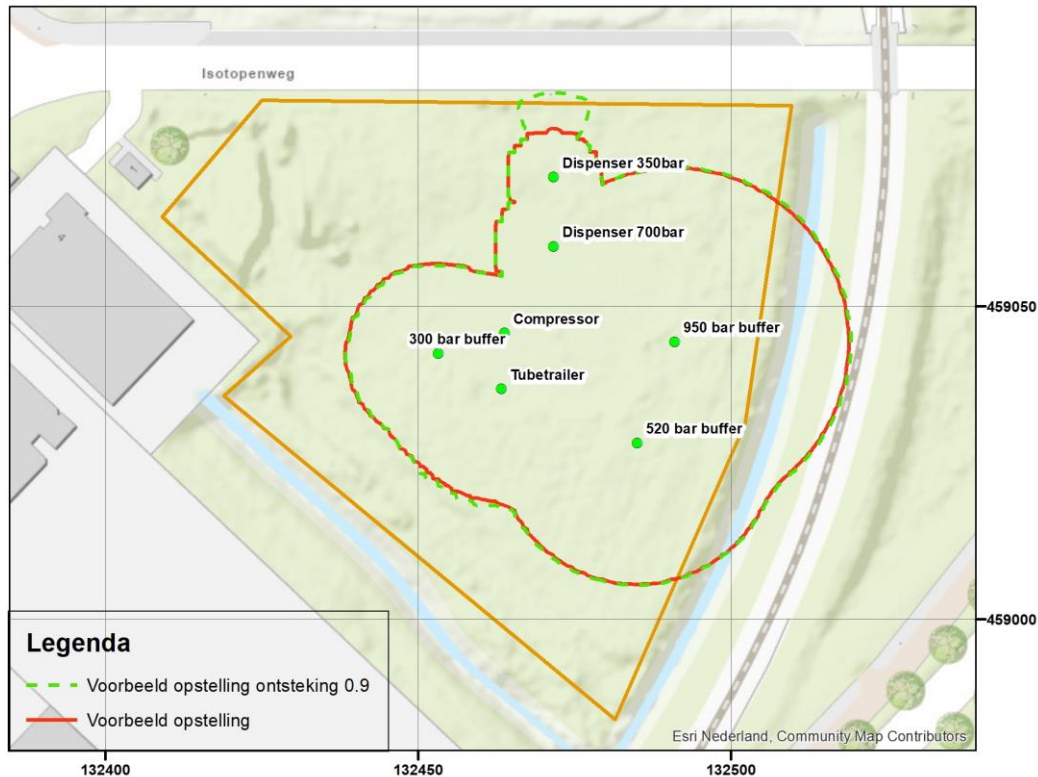 Isotopenweg
Dispenser 350bar
Dispenser 700bar
Compressor
300 bar buffer
950 bar buffer
Tubetrailer
520 bar buffer
4
459050
459000
Legenda
Voorbeeld opstelling ontsteking 0.9
Voorbeeld opstelling
Esri Nederland, Community Map Contributors
132400
132450
132500